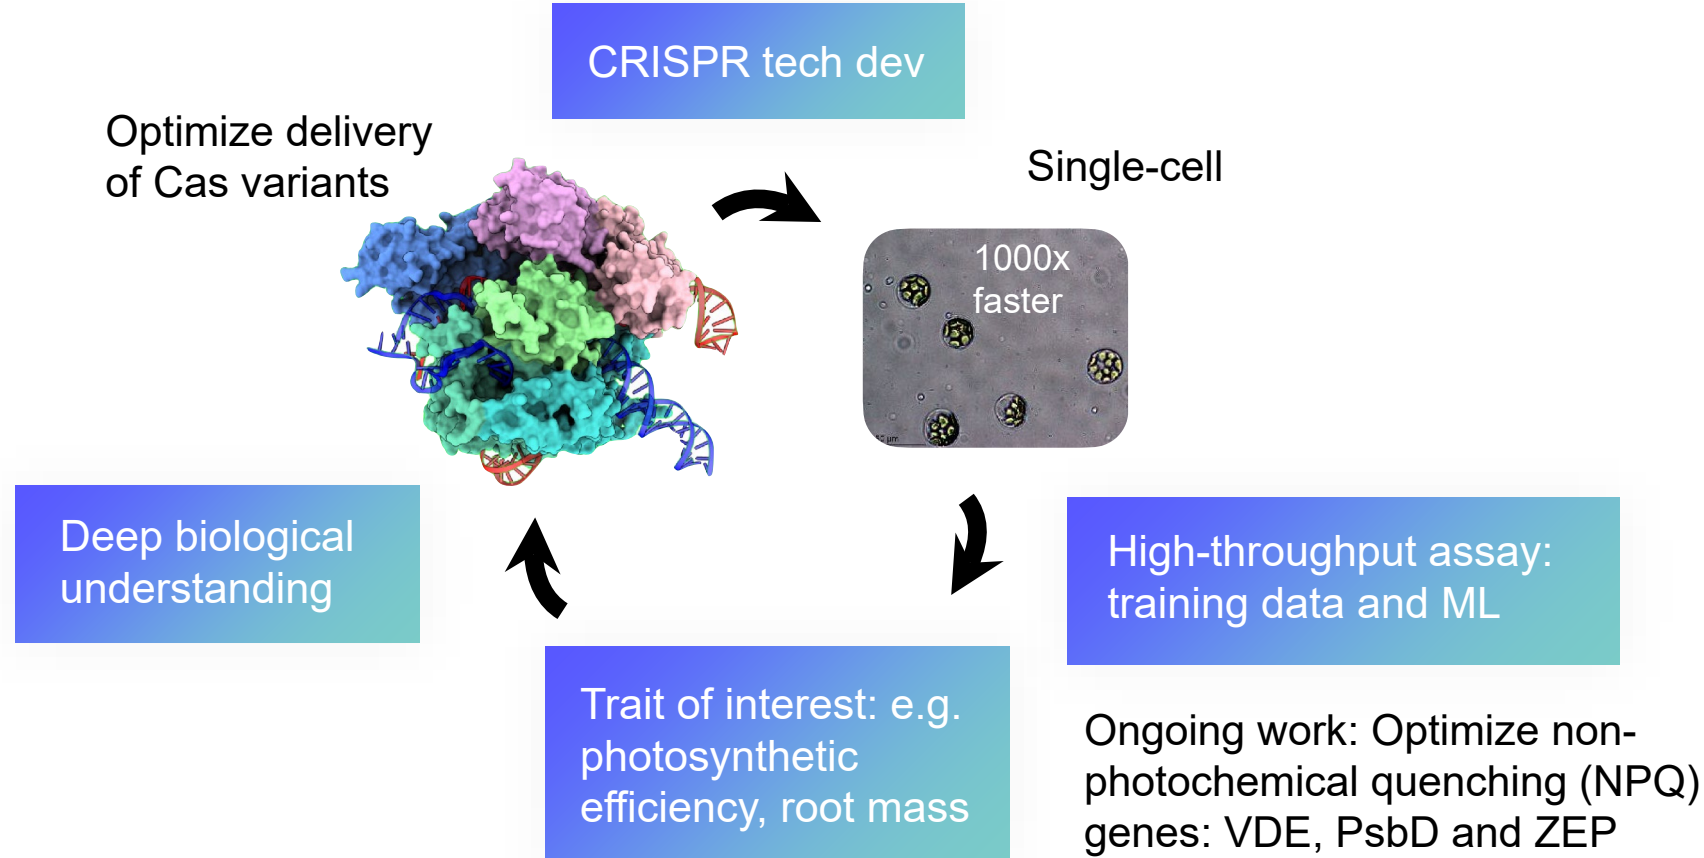 CRISPR tech dev
Optimize delivery
of Cas variants
Single-cell
1000x
faster
µm
Deep biological
understanding
High-throughput assay:
training data and ML
Trait of interest: e.g.
photosynthetic
efficiency, root mass
Ongoing work: Optimize non-
photochemical quenching (NPQ)
genes: VDE, PsbD and ZEP